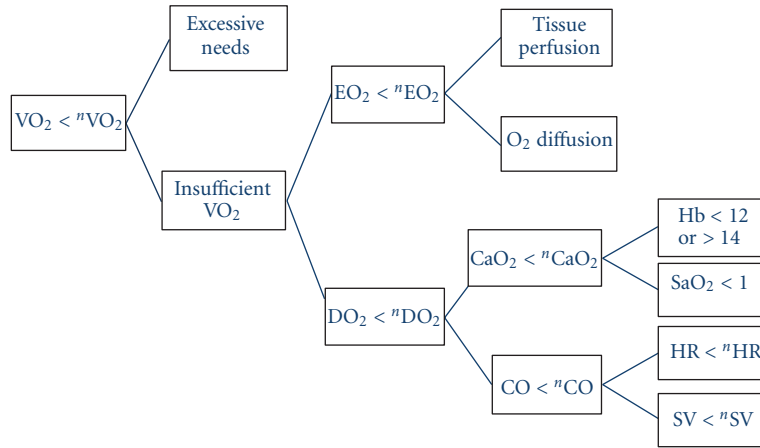 Excessive
needs
VO₂ < ⁿVO₂
Insufficient
VO₂
EO₂ < ⁿEO₂
Tissue
perfusion
O₂ diffusion
DO₂ < ⁿDO₂
CaO₂ < ⁿCaO₂
Hb < 12
or > 14
SaO₂ < 1
CO < ⁿCO
HR < ⁿHR
SV < ⁿSV